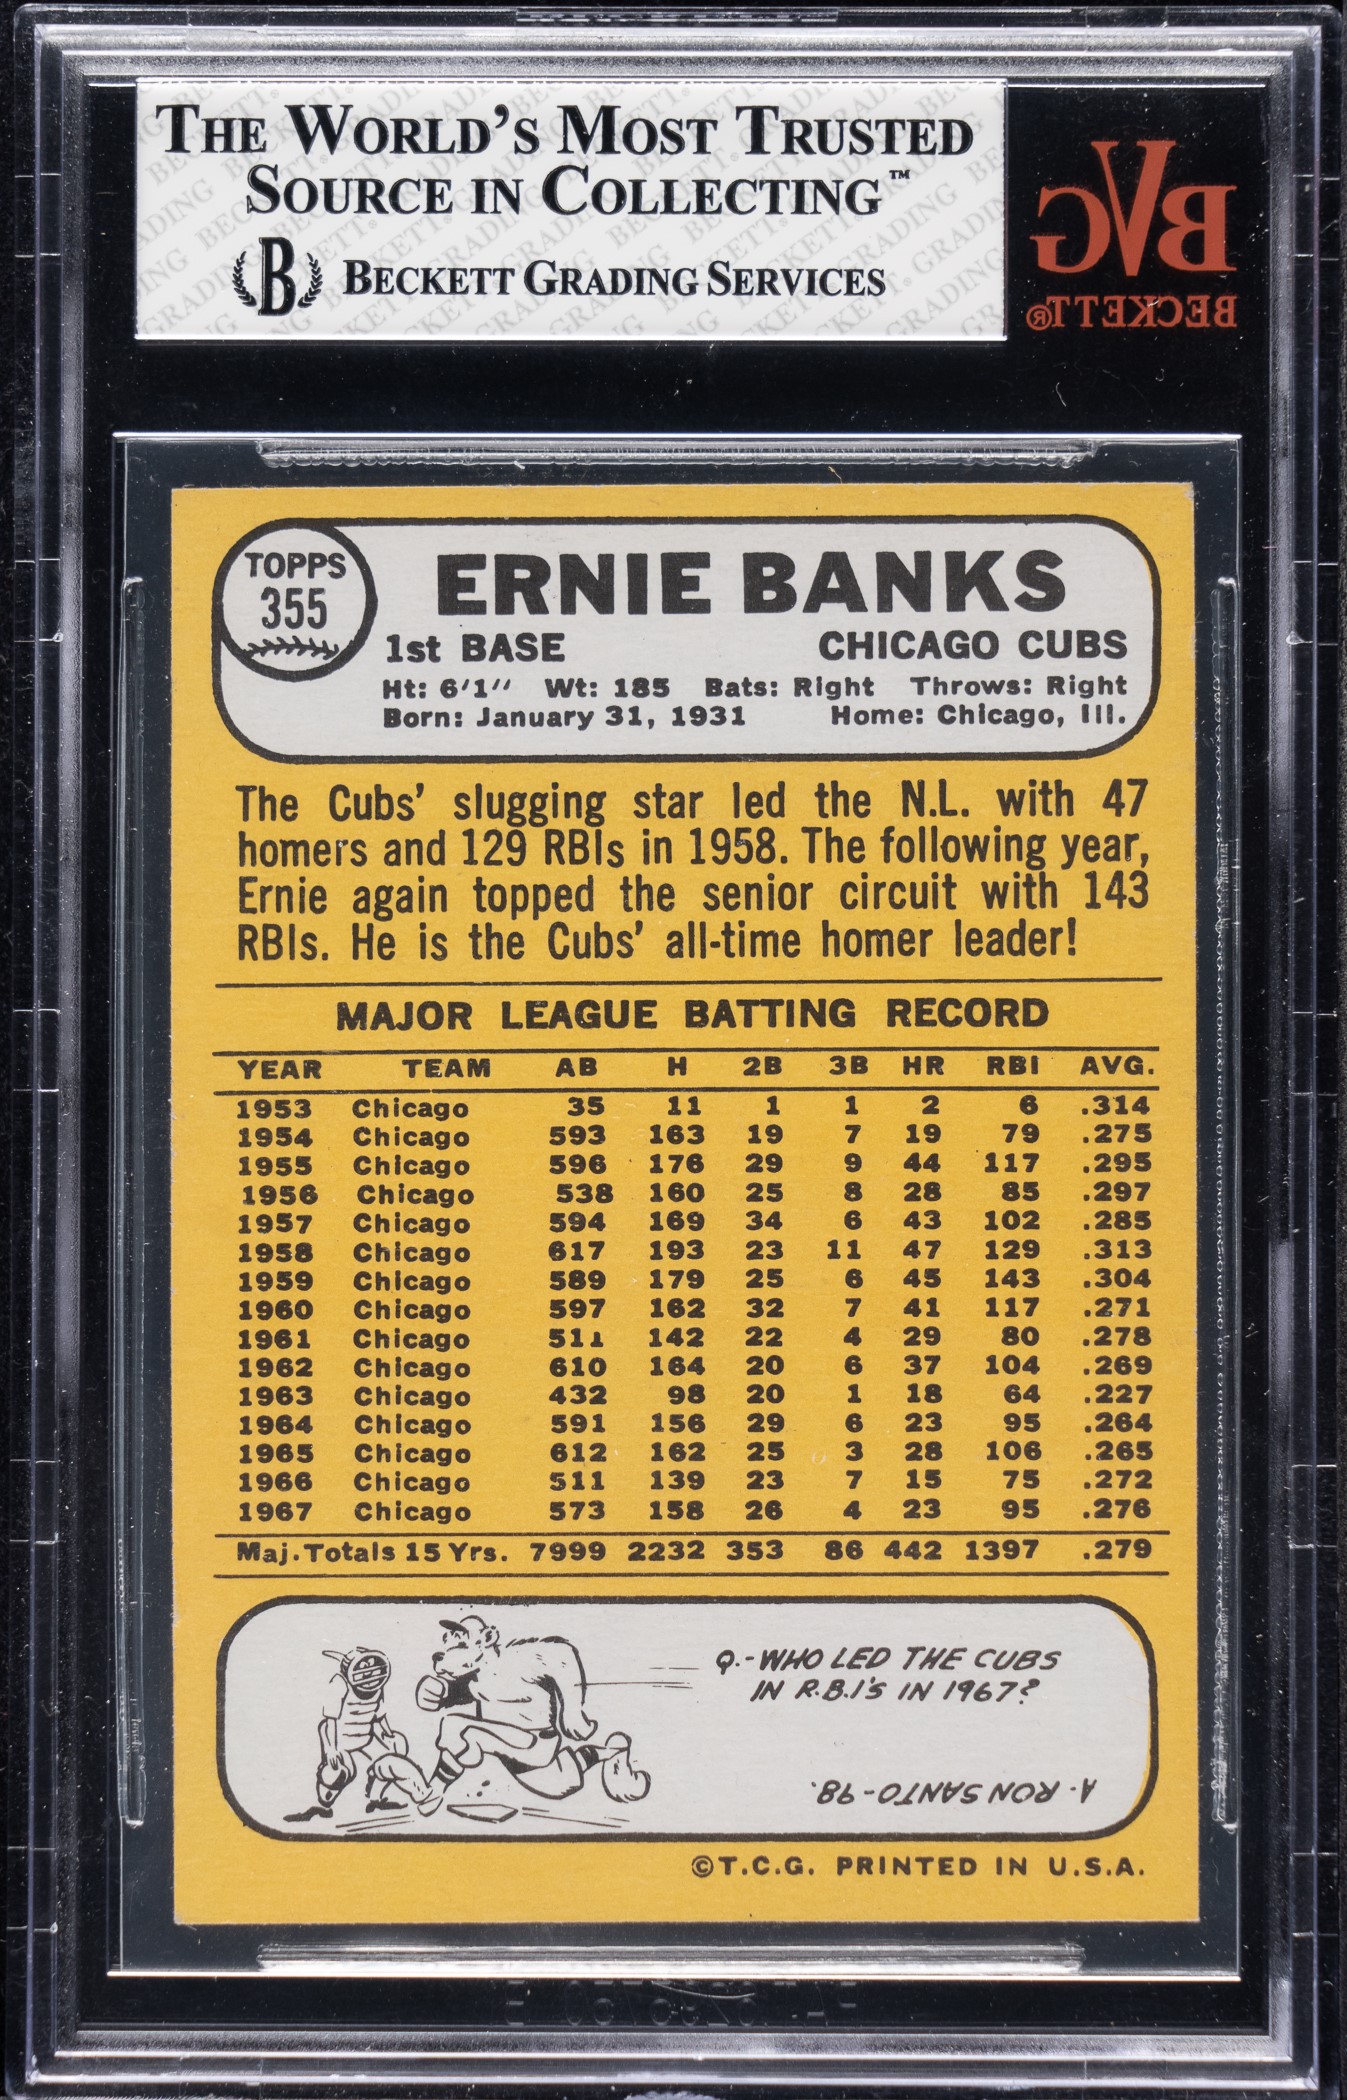 THE WORLD'S MOST TRUSTED
SOURCE IN COLLECTING™
B BECKETT GRADING SERVICES
BVG
BECKETT®
TOPPS
355
ERNIE BANKS
1st BASE CHICAGO CUBS
Ht: 6'1" Wt: 185 Bats: Right Throws: Right
Born: January 31, 1931 Home: Chicago, Ill.
The Cubs' slugging star led the N.L. with 47
homers and 129 RBIs in 1958. The following year,
Ernie again topped the senior circuit with 143
RBIs. He is the Cubs' all-time homer leader!
MAJOR LEAGUE BATTING RECORD
YEAR TEAM AB H 2B 3B HR RBI AVG.
1953 Chicago 35 11 1 1 2 6 .314
1954 Chicago 593 163 19 7 19 79 .275
1955 Chicago 596 176 29 9 44 117 .295
1956 Chicago 538 160 25 8 28 85 .297
1957 Chicago 594 169 34 6 43 102 .285
1958 Chicago 617 193 23 11 47 129 .313
1959 Chicago 589 179 25 6 45 143 .304
1960 Chicago 597 162 32 7 41 117 .271
1961 Chicago 511 142 22 4 29 80 .278
1962 Chicago 610 164 20 6 37 104 .269
1963 Chicago 432 98 20 1 18 64 .227
1964 Chicago 591 156 29 6 23 95 .264
1965 Chicago 612 162 25 3 28 106 .265
1966 Chicago 511 139 23 7 15 75 .272
1967 Chicago 573 158 26 4 23 95 .276
Maj. Totals 15 Yrs. 7999 2232 353 86 442 1397 .279
Q.-WHO LED THE CUBS
IN R.B.I'S IN 1967?
A-RON SANTO-98.
©T.C.G. PRINTED IN U.S.A.